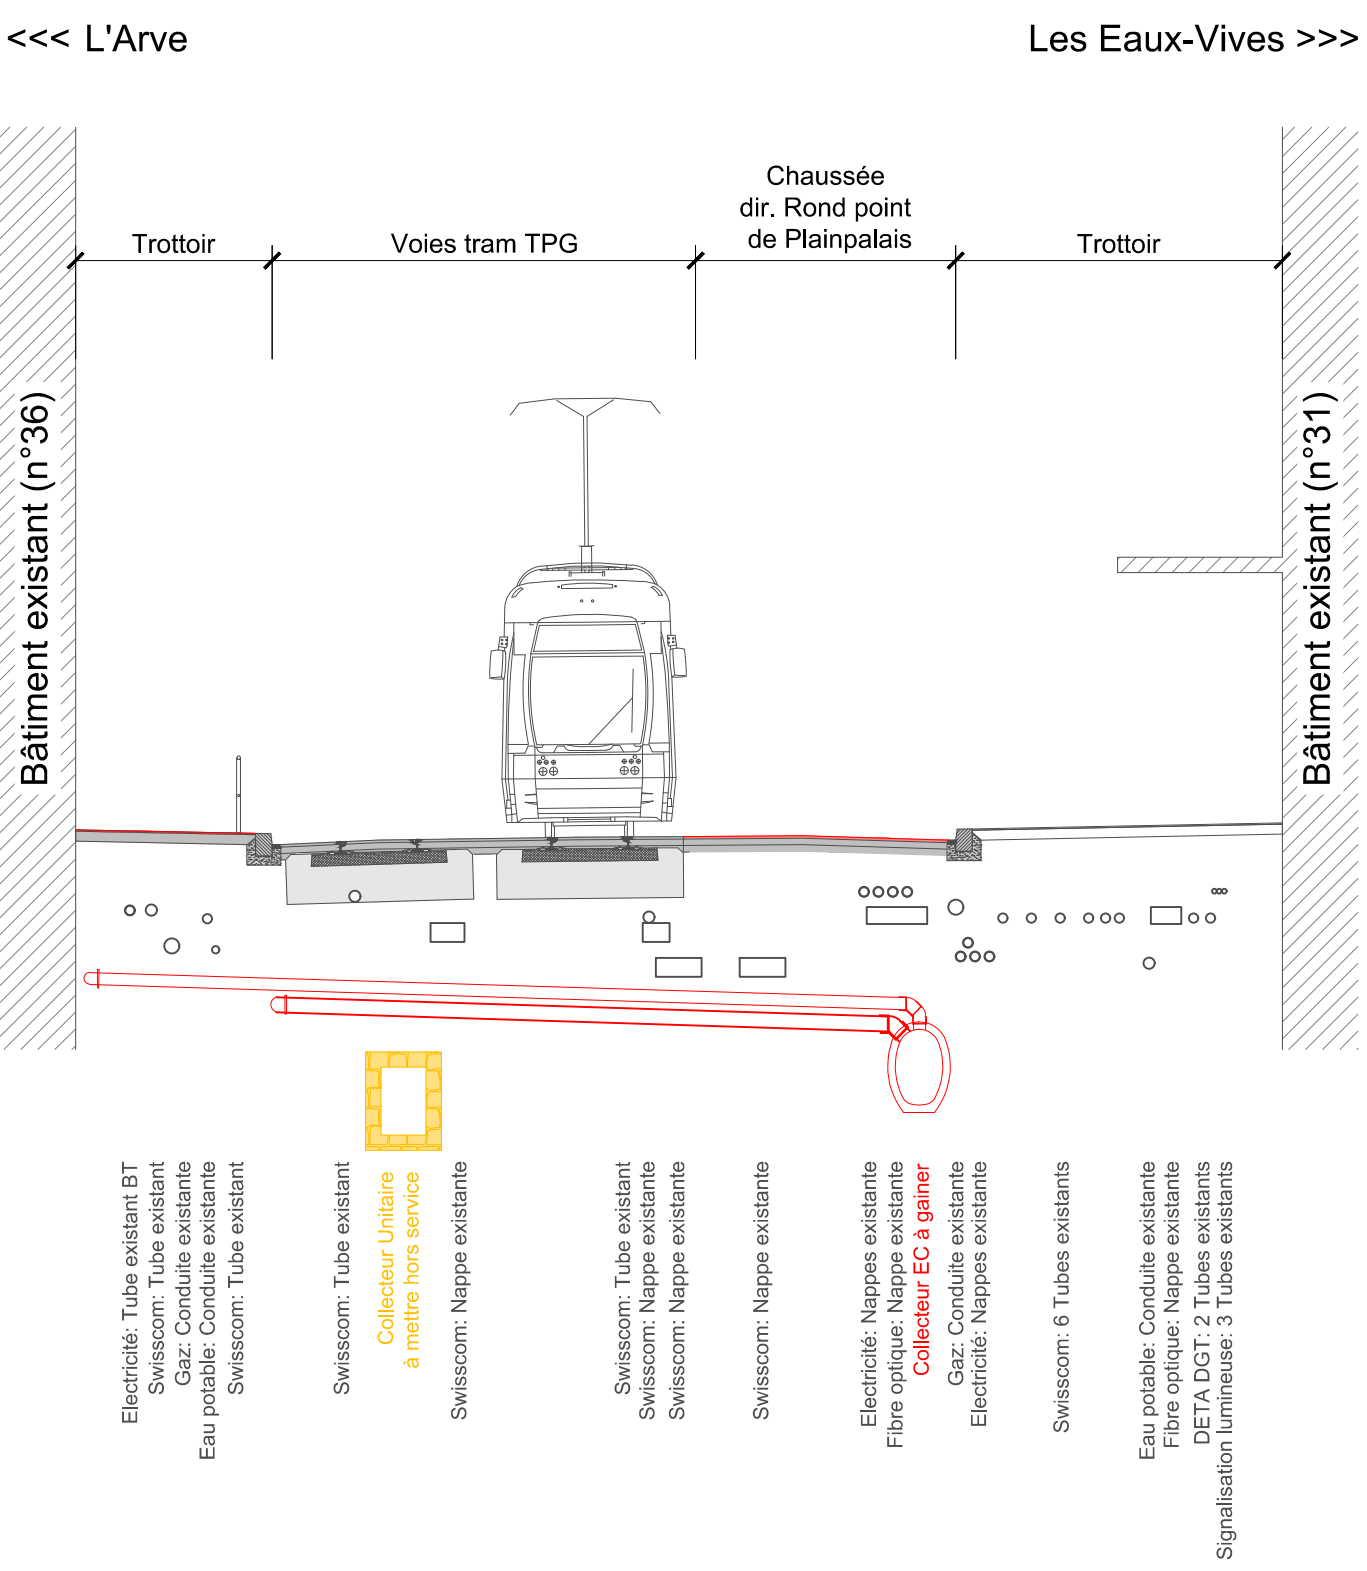 <<< L'Arve
Les Eaux-Vives >>>
Chaussée
dir. Rond point
de Plainpalais
Trottoir
Voies tram TPG
Trottoir
Bâtiment existant (n°36)
Bâtiment existant (n°31)
Electricité: Tube existant BT
Swisscom: Tube existant
Gaz: Conduite existante
Eau potable: Conduite existante
Swisscom: Tube existant
Swisscom: Tube existant
Collecteur Unitaire
à mettre hors service
Swisscom: Nappe existante
Swisscom: Tube existant
Swisscom: Nappe existante
Swisscom: Nappe existante
Swisscom: Nappe existante
Electricité: Nappes existante
Fibre optique: Nappe existante
Collecteur EC à gainer
Gaz: Conduite existante
Electricité: Nappes existante
Swisscom: 6 Tubes existants
Eau potable: Conduite existante
Fibre optique: Nappe existante
DETA DGT: 2 Tubes existants
Signalisation lumineuse: 3 Tubes existants